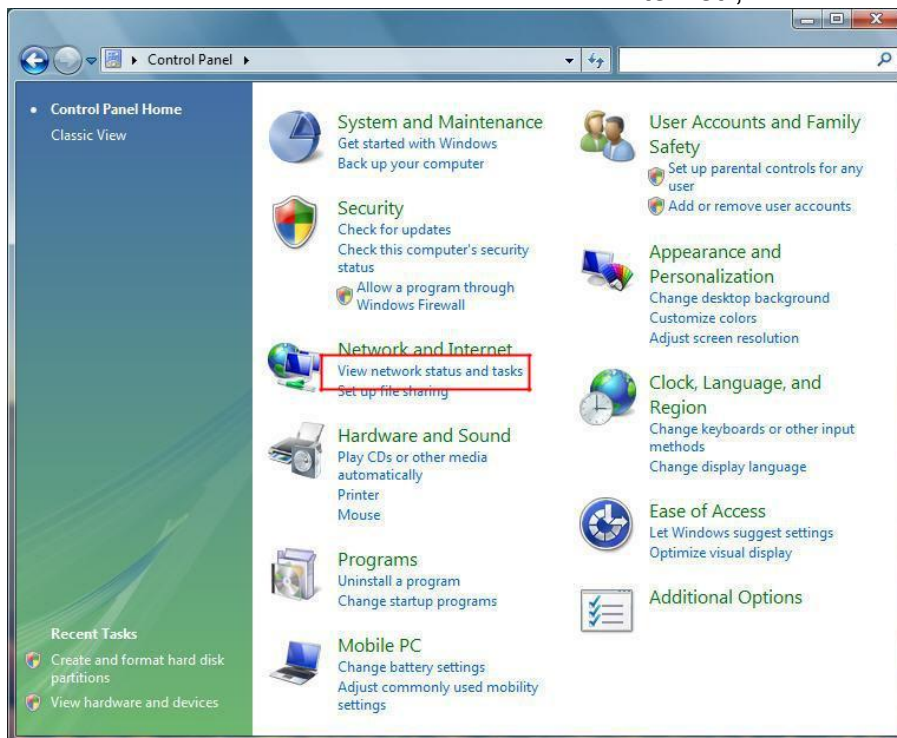 Control Panel
Control Panel Home
Classic View
System and Maintenance
Get started with Windows
Back up your computer
Security
Check for updates
Check this computer's security
status
Allow a program through
Windows Firewall
Network and Internet
View network status and tasks
Set up file sharing
Hardware and Sound
Play CDs or other media
automatically
Printer
Mouse
Programs
Uninstall a program
Change startup programs
Mobile PC
Change battery settings
Adjust commonly used mobility
settings
User Accounts and Family
Safety
Set up parental controls for any
user
Add or remove user accounts
Appearance and
Personalization
Change desktop background
Customize colors
Adjust screen resolution
Clock, Language, and
Region
Change keyboards or other input
methods
Change display language
Ease of Access
Let Windows suggest settings
Optimize visual display
Additional Options
Recent Tasks
Create and format hard disk
partitions
View hardware and devices